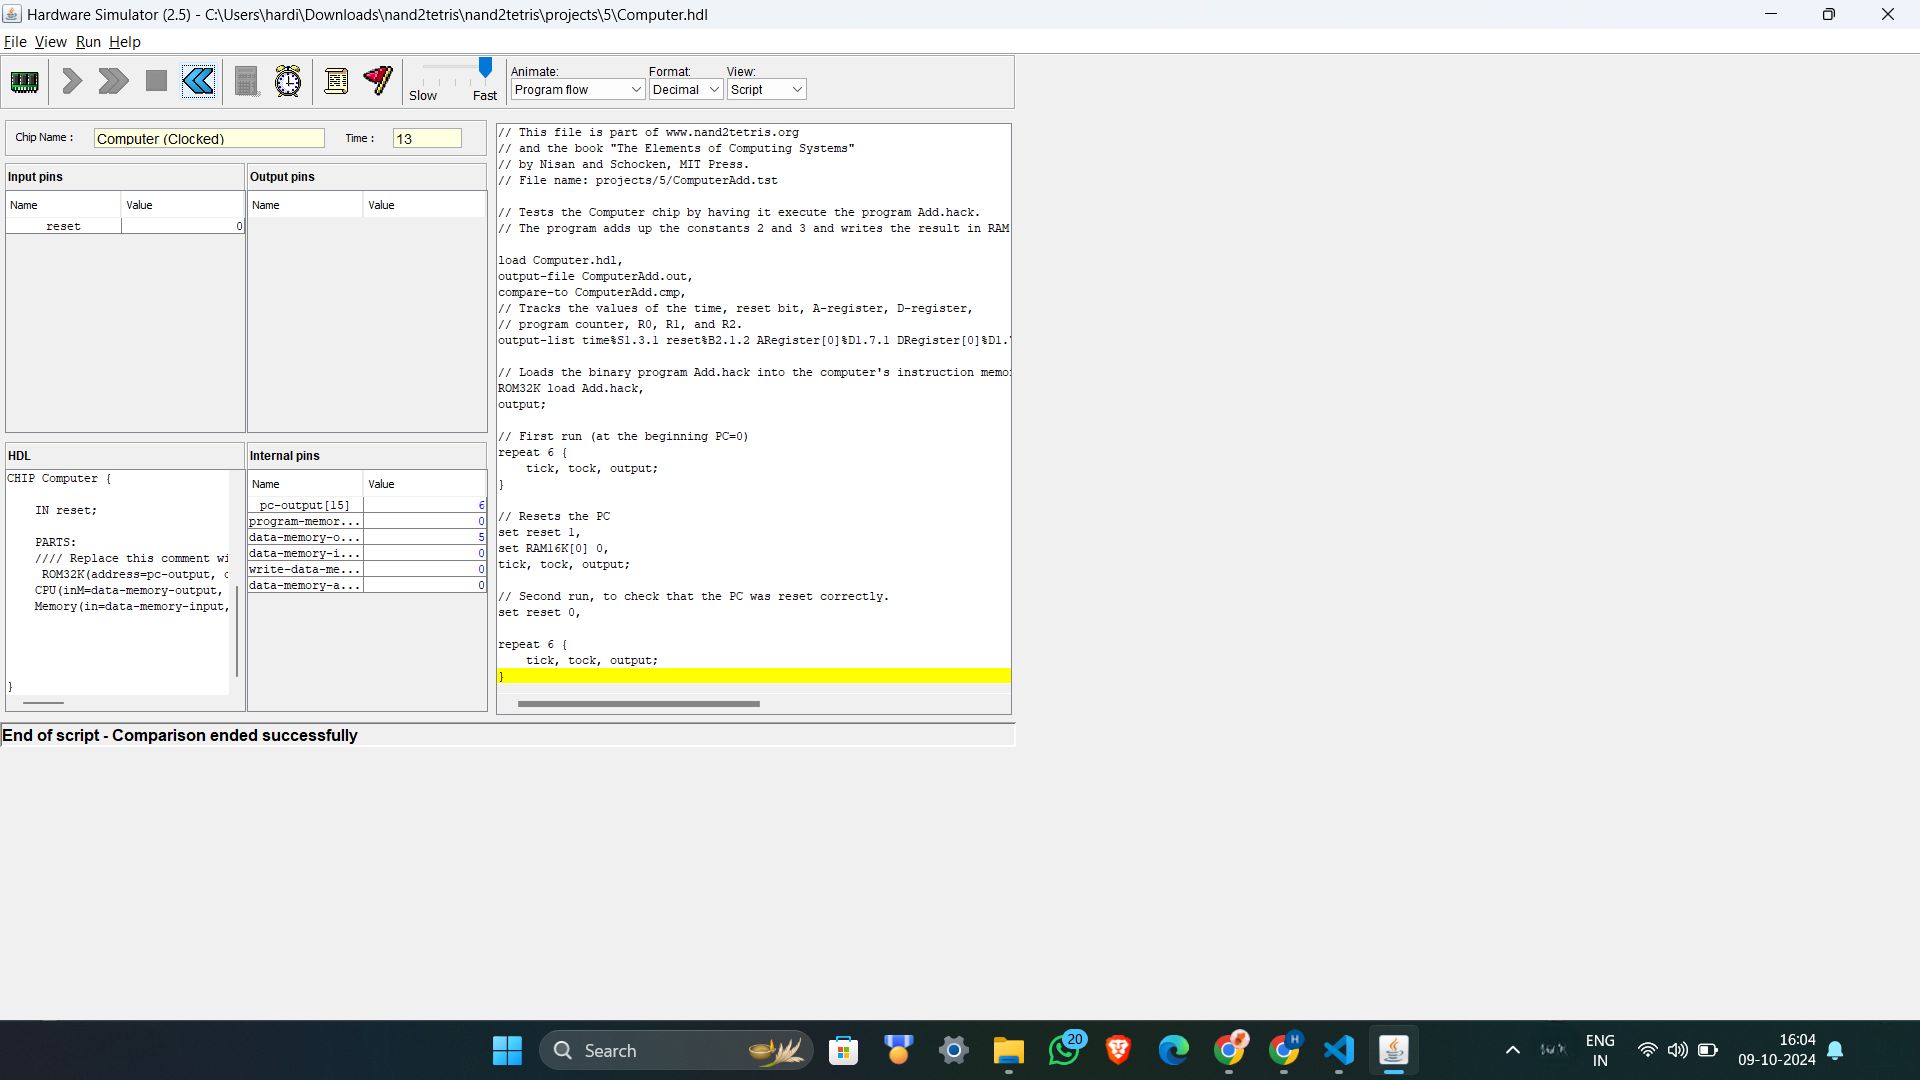 Hardware Simulator (2.5) - C:\Users\hardi\Downloads\nand2tetris\nand2tetris\projects\5\Computer.hdl
File View Run Help
Slow Fast
Animate: Format: View:
Program flow Decimal Script
Chip Name : Computer (Clocked) Time : 13
Input pins
Name Value
reset 0
Output pins
Name Value
HDL
CHIP Computer {
IN reset;
PARTS:
//// Replace this comment wi
ROM32K(address=pc-output, c
CPU(inM=data-memory-output,
Memory(in=data-memory-input,
}
Internal pins
Name Value
pc-output[15] 6
program-memor... 0
data-memory-o... 5
data-memory-i... 0
write-data-me... 0
data-memory-a... 0
// This file is part of www.nand2tetris.org
// and the book "The Elements of Computing Systems"
// by Nisan and Schocken, MIT Press.
// File name: projects/5/ComputerAdd.tst
// Tests the Computer chip by having it execute the program Add.hack.
// The program adds up the constants 2 and 3 and writes the result in RAM
load Computer.hdl,
output-file ComputerAdd.out,
compare-to ComputerAdd.cmp,
// Tracks the values of the time, reset bit, A-register, D-register,
// program counter, R0, R1, and R2.
output-list time%S1.3.1 reset%B2.1.2 ARegister[0]%D1.7.1 DRegister[0]%D1.
// Loads the binary program Add.hack into the computer's instruction memo
ROM32K load Add.hack,
output;
// First run (at the beginning PC=0)
repeat 6 {
tick, tock, output;
}
// Resets the PC
set reset 1,
set RAM16K[0] 0,
tick, tock, output;
// Second run, to check that the PC was reset correctly.
set reset 0,
repeat 6 {
tick, tock, output;
}
End of script - Comparison ended successfully
Search
20
H
ENG
IN
16:04
09-10-2024